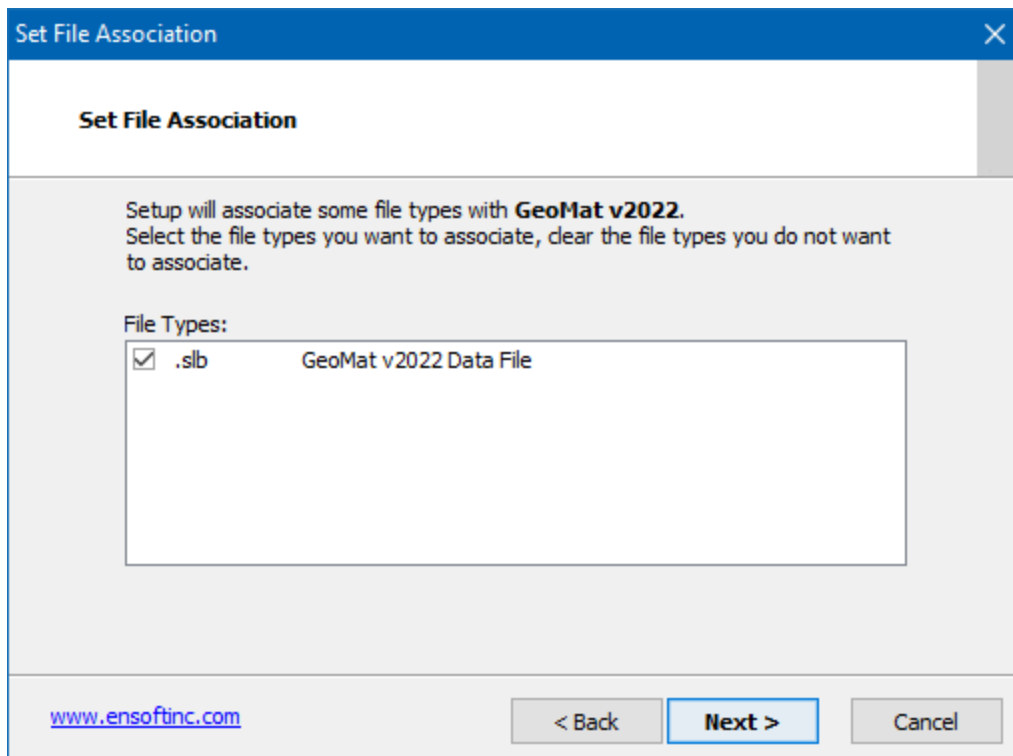 Set File Association
Set File Association
Setup will associate some file types with GeoMat v2022.
Select the file types you want to associate, clear the file types you do not want
to associate.
File Types:
.slb GeoMat v2022 Data File
www.ensoftinc.com < Back Next > Cancel